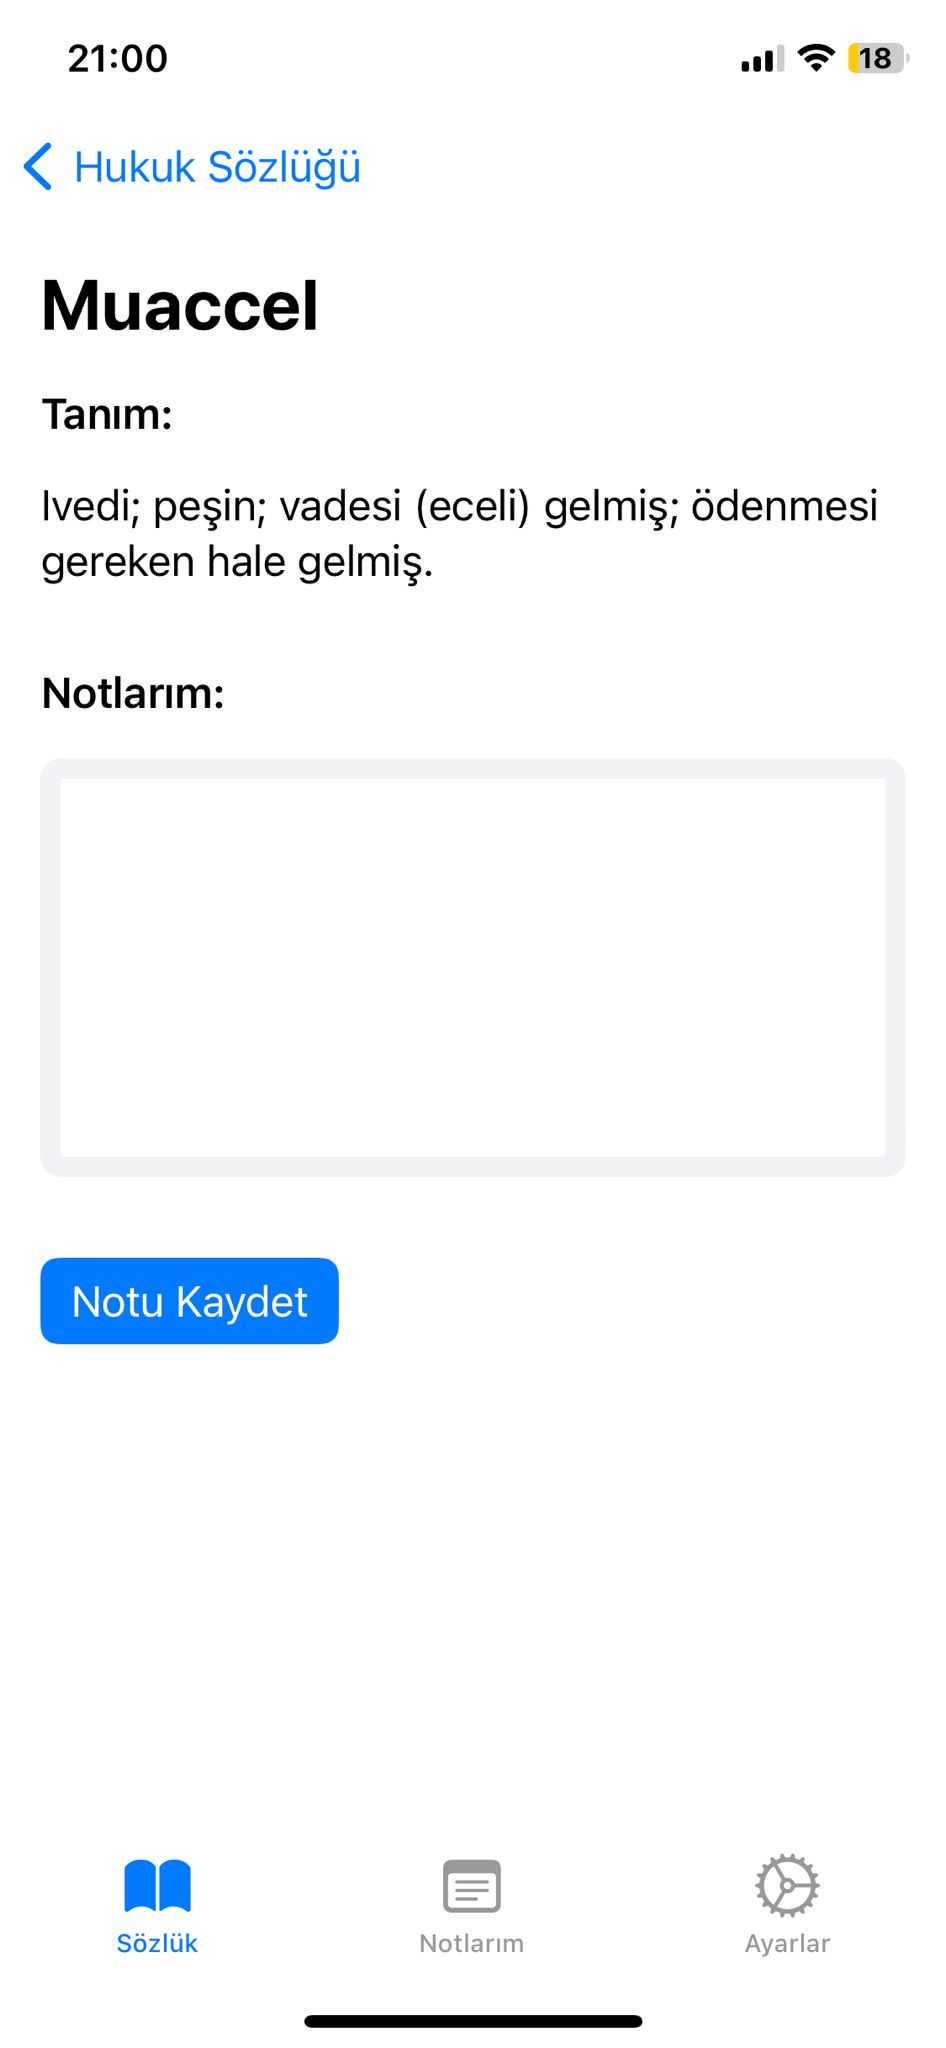 21:00
18
Hukuk Sözlüğü
Muaccel
Tanım:
Ivedi; peşin; vadesi (eceli) gelmiş; ödenmesi
gereken hale gelmiş.
Notlarım:
Notu Kaydet
Sözlük
Notlarım
Ayarlar